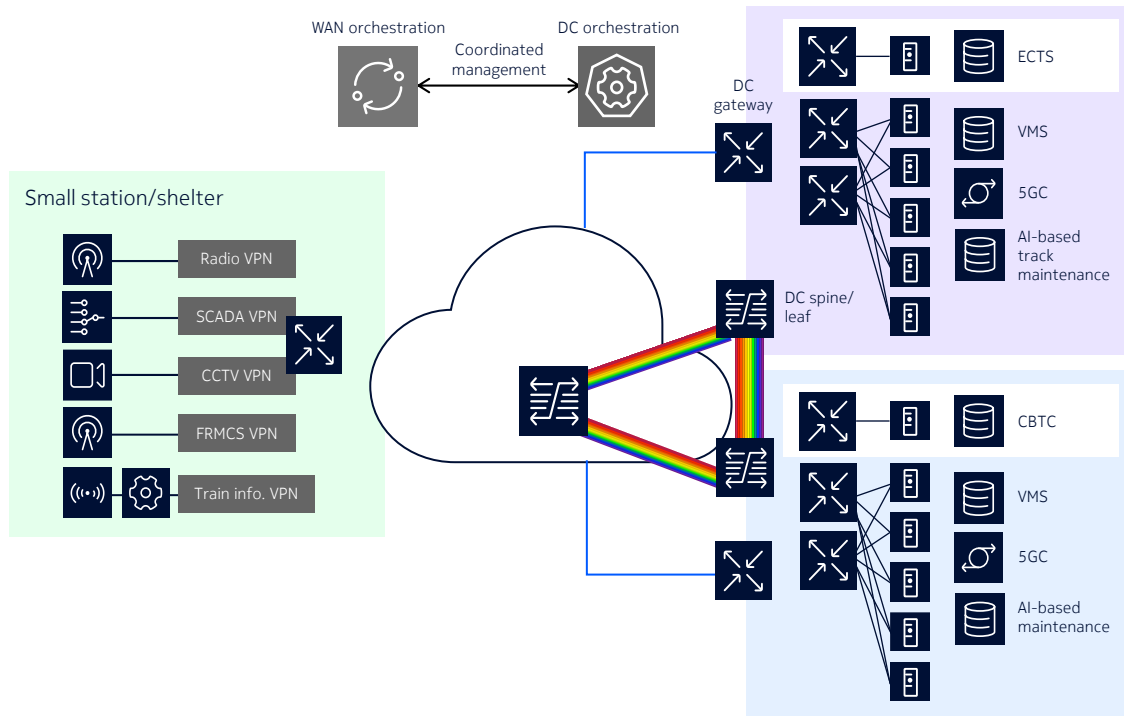 WAN orchestration
DC orchestration
Coordinated
management
DC
gateway
ECTS
VMS
5GC
AI-based
track
maintenance
Small station/shelter
Radio VPN
SCADA VPN
CCTV VPN
FRMCS VPN
Train info. VPN
DC spine/
leaf
CBTC
VMS
5GC
AI-based
maintenance